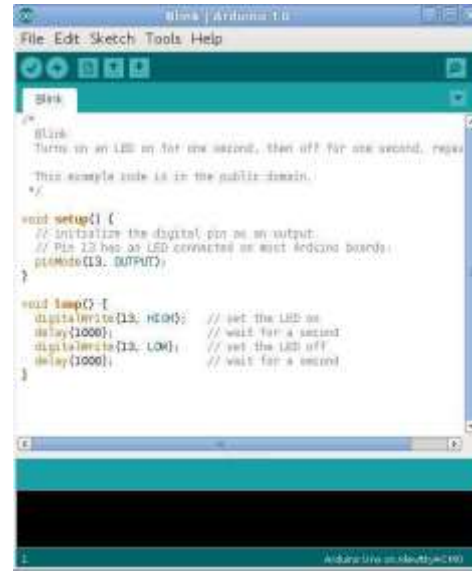 Blink | Arduino 1.0
File Edit Sketch Tools Help
Blink
/*
Blink
Turns on an LED on for one second, then off for one second,
This example code is in the public domain.
*/
void setup() {
// initialize the digital pin as an output.
// Pin 13 has an LED connected on most Arduino boards:
pinMode(13, OUTPUT);
}
void loop() {
digitalWrite(13, HIGH); // set the LED on
delay(1000); // wait for a second
digitalWrite(13, LOW); // set the LED off
delay(1000); // wait for a second
}
1
Arduino Uno on